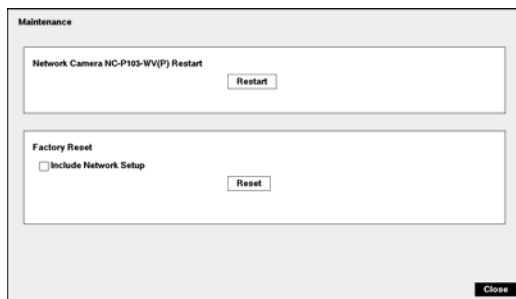 Maintenance
Network Camera NC-P103-WV(P) Restart
Restart
Factory Reset
Include Network Setup
Reset
Close